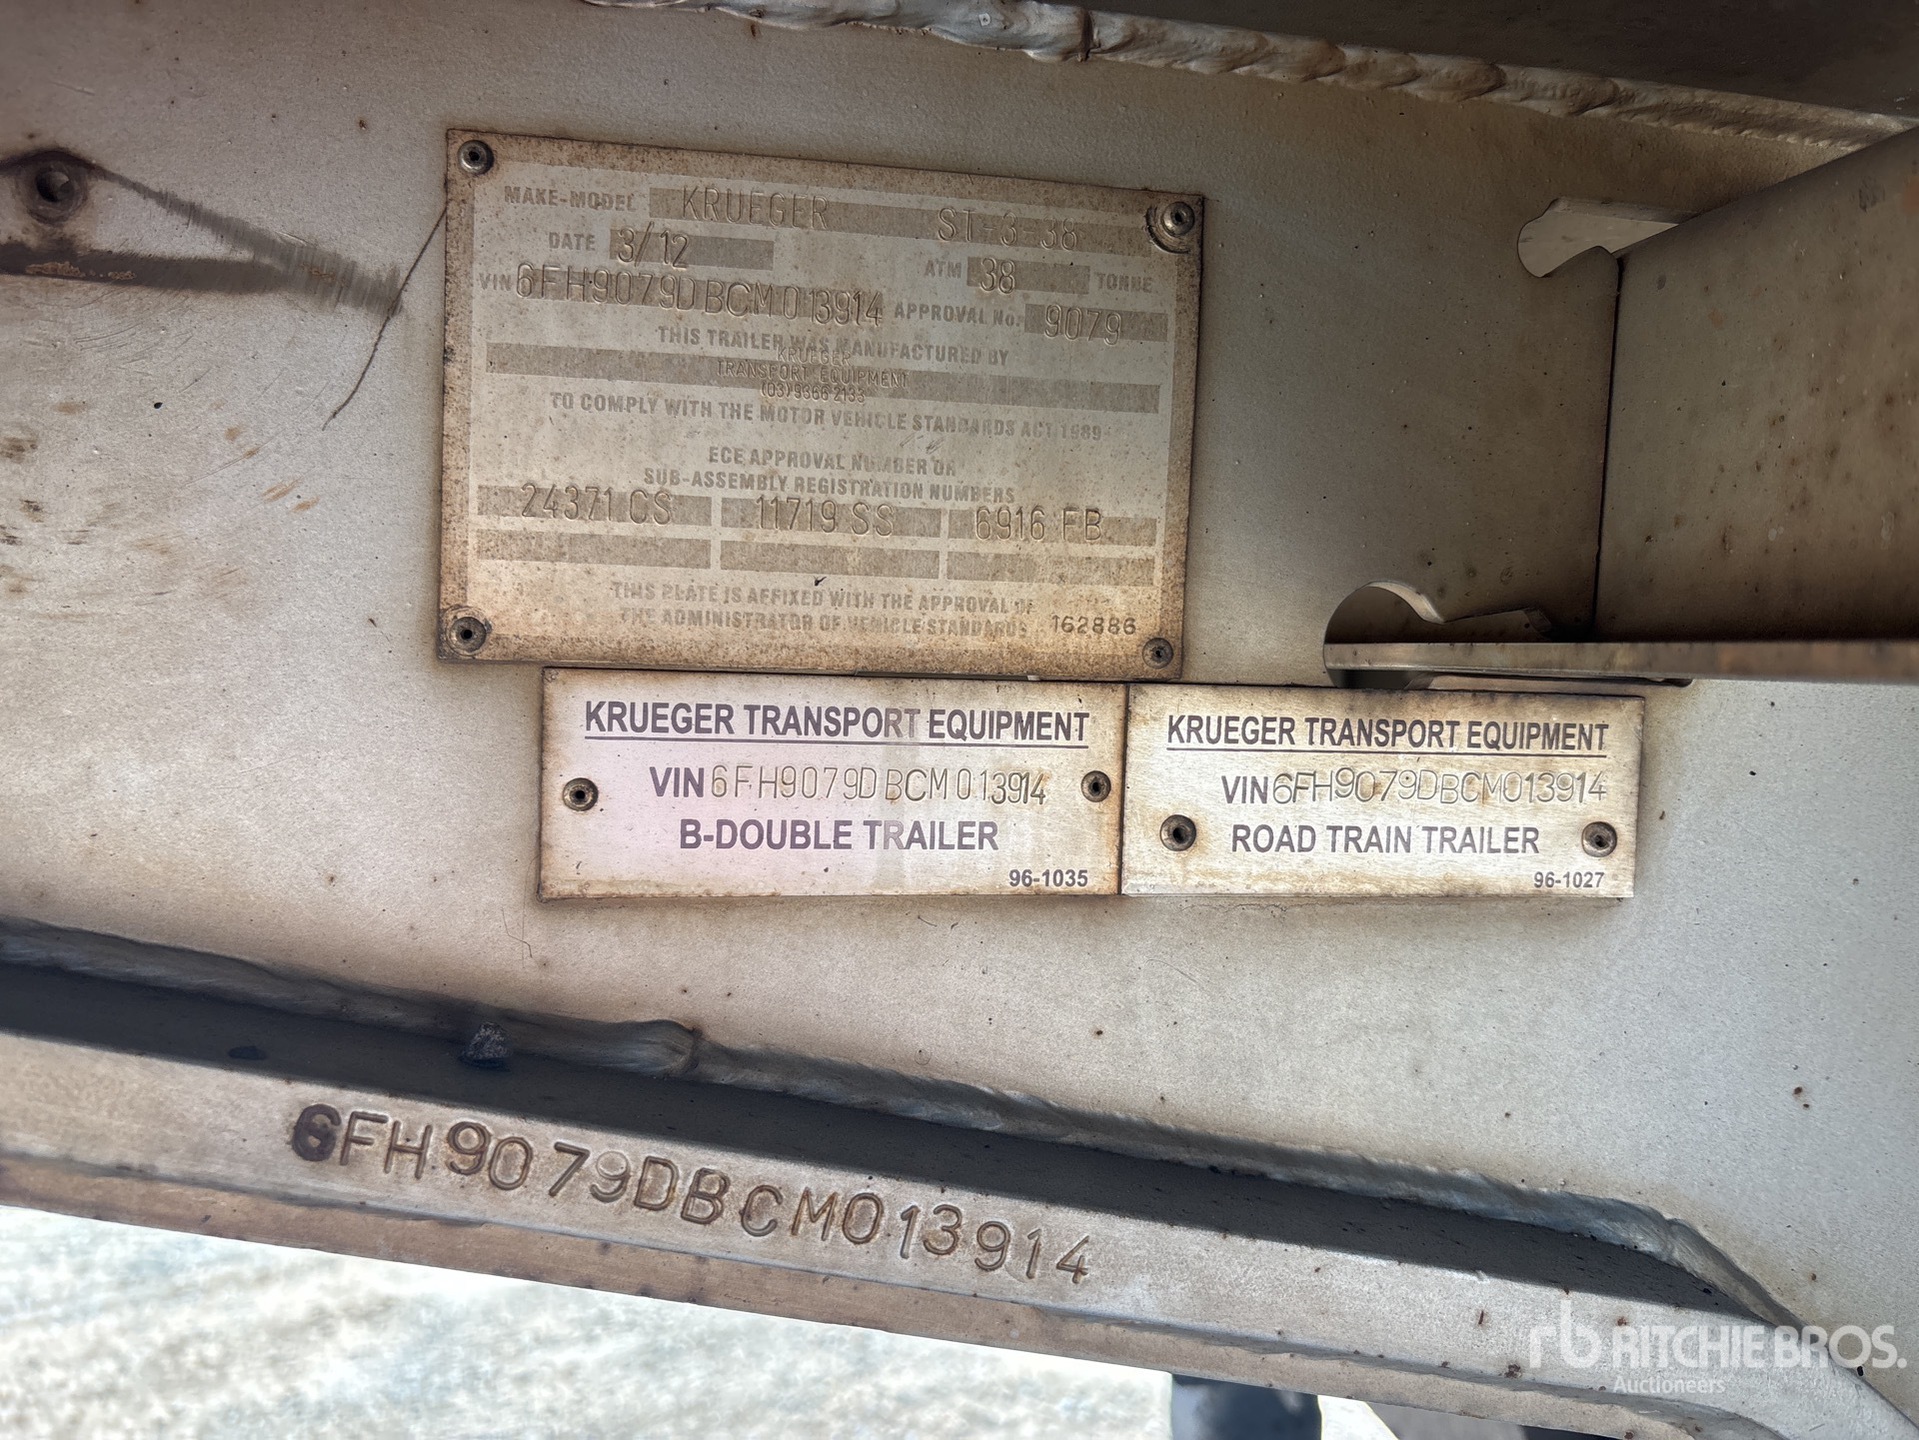 MAKE-MODEL KRUEGER ST-3-38
DATE 3/12 ATM 38 TONNE
VIN 6FH9079DBCM013914 APPROVAL No. 9079
THIS TRAILER WAS MANUFACTURED BY
KRUEGER
TRANSPORT EQUIPMENT
(03)9366 2133
TO COMPLY WITH THE MOTOR VEHICLE STANDARDS ACT 1989
ECE APPROVAL NUMBER OR
SUB-ASSEMBLY REGISTRATION NUMBERS
24371 CS 11719 SS 6916 FB
THIS PLATE IS AFFIXED WITH THE APPROVAL OF
THE ADMINISTRATOR OF VEHICLE STANDARDS 162886
KRUEGER TRANSPORT EQUIPMENT
VIN 6FH9079DBCM013914
B-DOUBLE TRAILER
96-1035
KRUEGER TRANSPORT EQUIPMENT
VIN 6FH9079DBCM013914
ROAD TRAIN TRAILER
96-1027
6FH9079DBCM013914
rb RITCHIE BROS.
Auctioneers